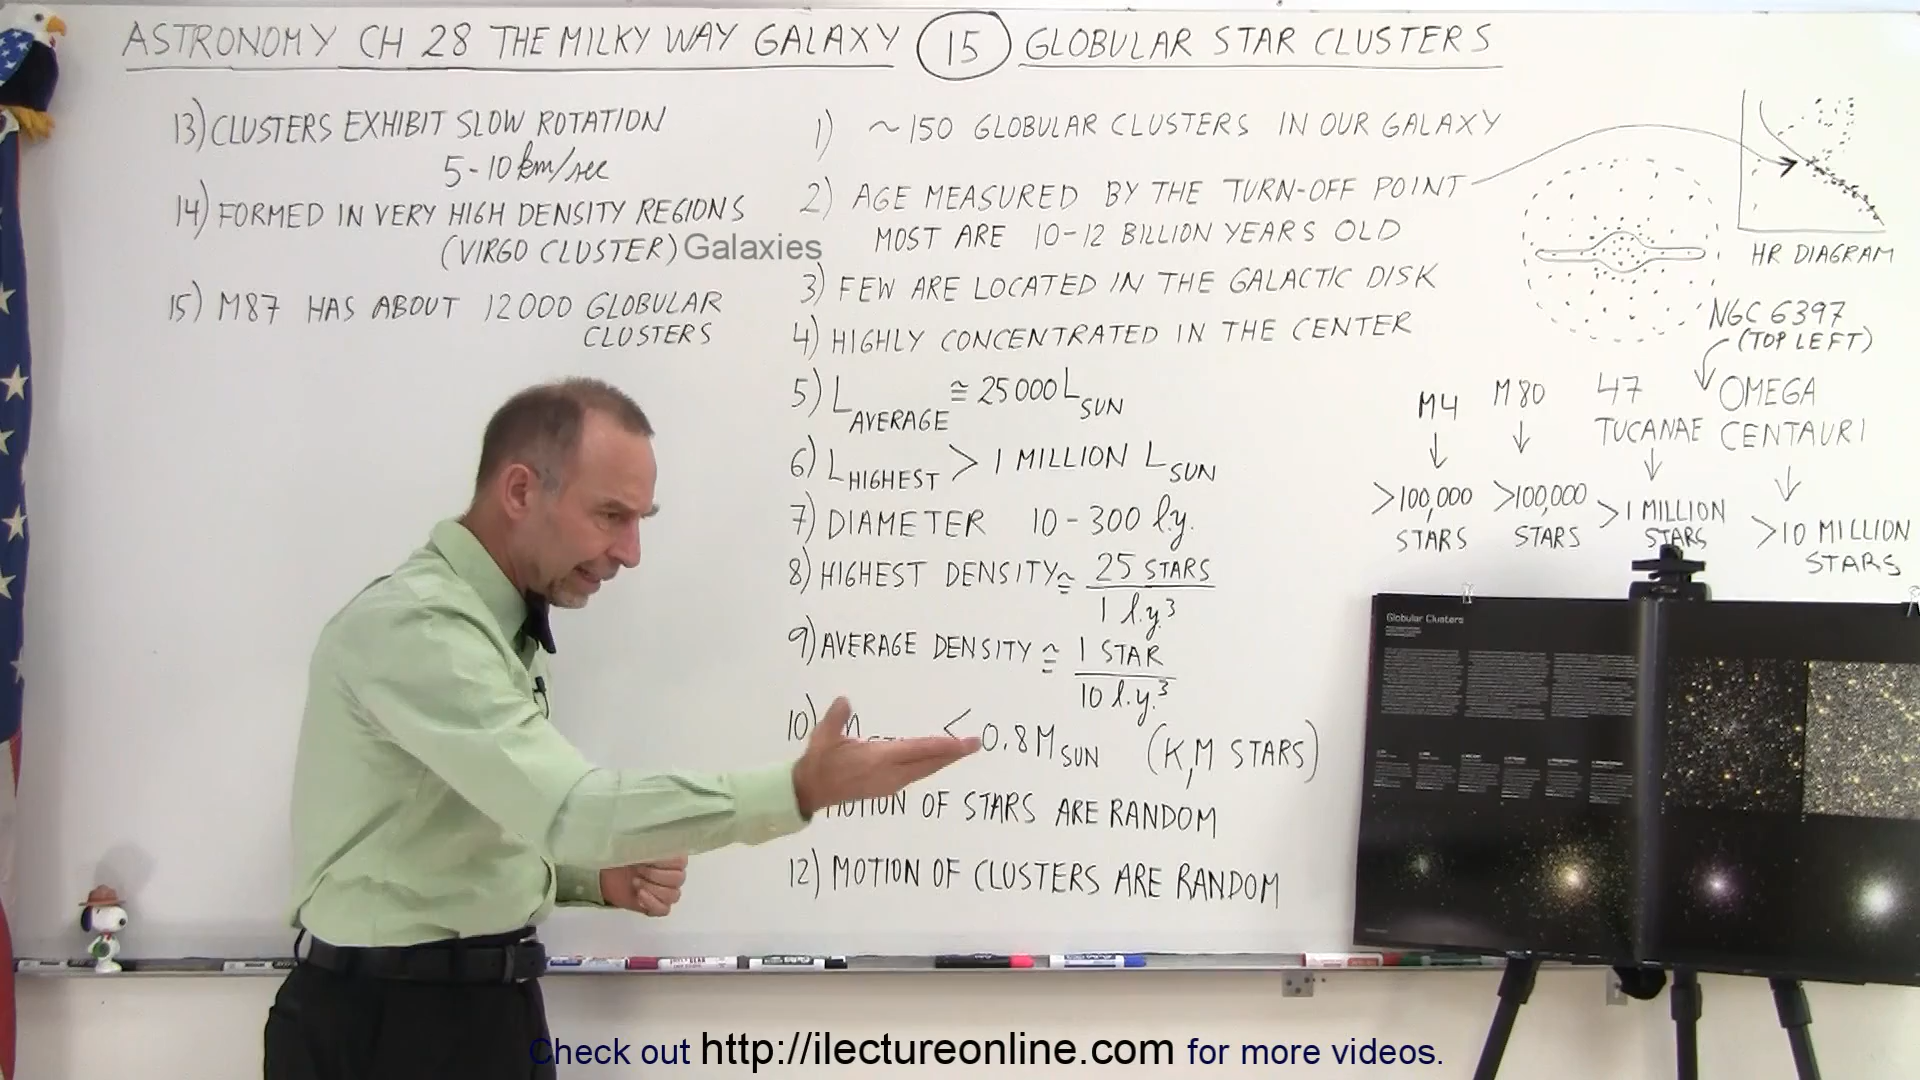 ASTRONOMY CH 28 THE MILKY WAY GALAXY 15 GLOBULAR STAR CLUSTERS
13) CLUSTERS EXHIBIT SLOW ROTATION
5-10 km/sec
14) FORMED IN VERY HIGH DENSITY REGIONS
(VIRGO CLUSTER) Galaxies
15) M87 HAS ABOUT 12000 GLOBULAR
CLUSTERS
1) ~150 GLOBULAR CLUSTERS IN OUR GALAXY
2) AGE MEASURED BY THE TURN-OFF POINT
MOST ARE 10-12 BILLION YEARS OLD
3) FEW ARE LOCATED IN THE GALACTIC DISK
4) HIGHLY CONCENTRATED IN THE CENTER
5) L AVERAGE ≅ 25000 L SUN
6) L HIGHEST > 1 MILLION L SUN
7) DIAMETER 10-300 l.y.
8) HIGHEST DENSITY ≅ 25 STARS
1 l.y.³
9) AVERAGE DENSITY ≅ 1 STAR
10 l.y.³
10) < 0.8 M SUN (K,M STARS)
MOTION OF STARS ARE RANDOM
12) MOTION OF CLUSTERS ARE RANDOM
HR DIAGRAM
NGC 6397
(TOP LEFT)
M4 M80 47 OMEGA
TUCANAE CENTAURI
>100,000 >100,000 >1 MILLION >10 MILLION
STARS STARS STARS STARS
Globular Clusters
Check out http://ilectureonline.com for more videos.